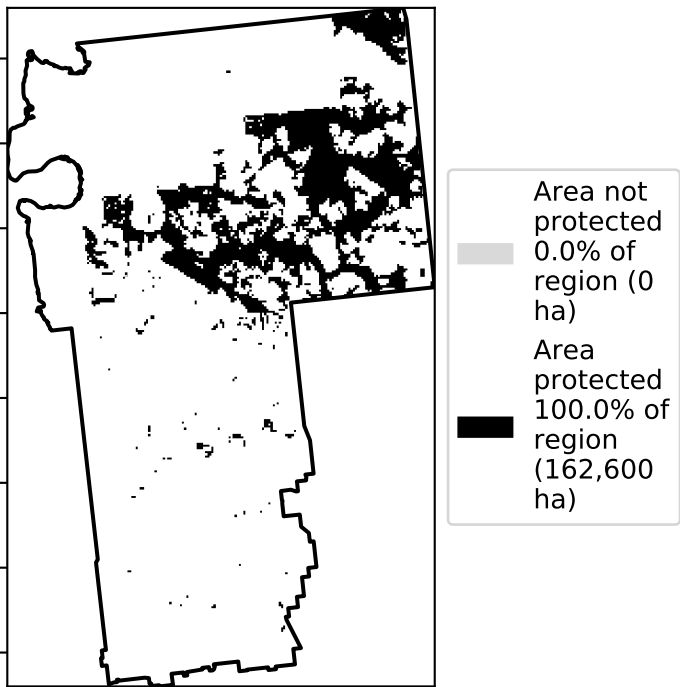 Area not
protected
0.0% of
region (0
ha)
Area
protected
100.0% of
region
(162,600
ha)